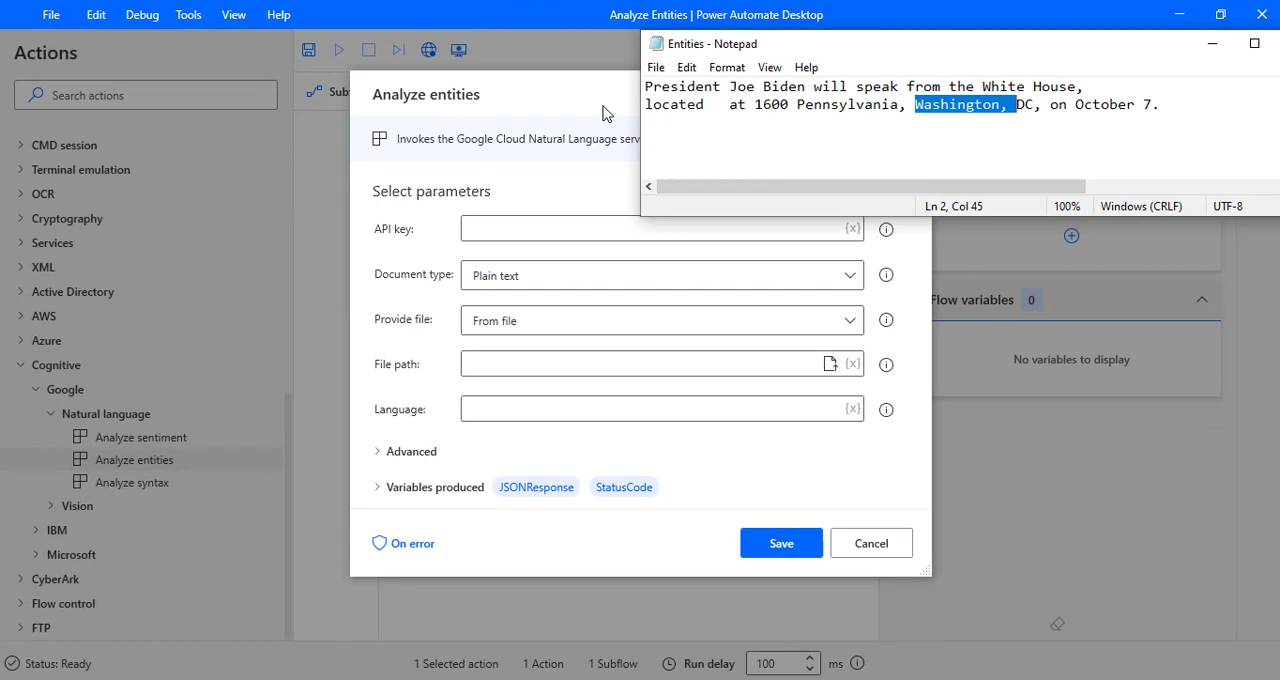 File Edit Debug Tools View Help
Analyze Entities | Power Automate Desktop
Actions
Search actions
CMD session
Terminal emulation
OCR
Cryptography
Services
XML
Active Directory
AWS
Azure
Cognitive
Google
Natural language
Analyze sentiment
Analyze entities
Analyze syntax
Vision
IBM
Microsoft
CyberArk
Flow control
FTP
Analyze entities
Invokes the Google Cloud Natural Language serv
Select parameters
API key: {x}
Document type: Plain text
Provide file: From file
File path: {x}
Language: {x}
Advanced
Variables produced JSONResponse StatusCode
On error
Save Cancel
Entities - Notepad
File Edit Format View Help
President Joe Biden will speak from the White House,
located at 1600 Pennsylvania, Washington, DC, on October 7.
Ln 2, Col 45 100% Windows (CRLF) UTF-8
Flow variables 0
No variables to display
Status: Ready 1 Selected action 1 Action 1 Subflow Run delay 100 ms